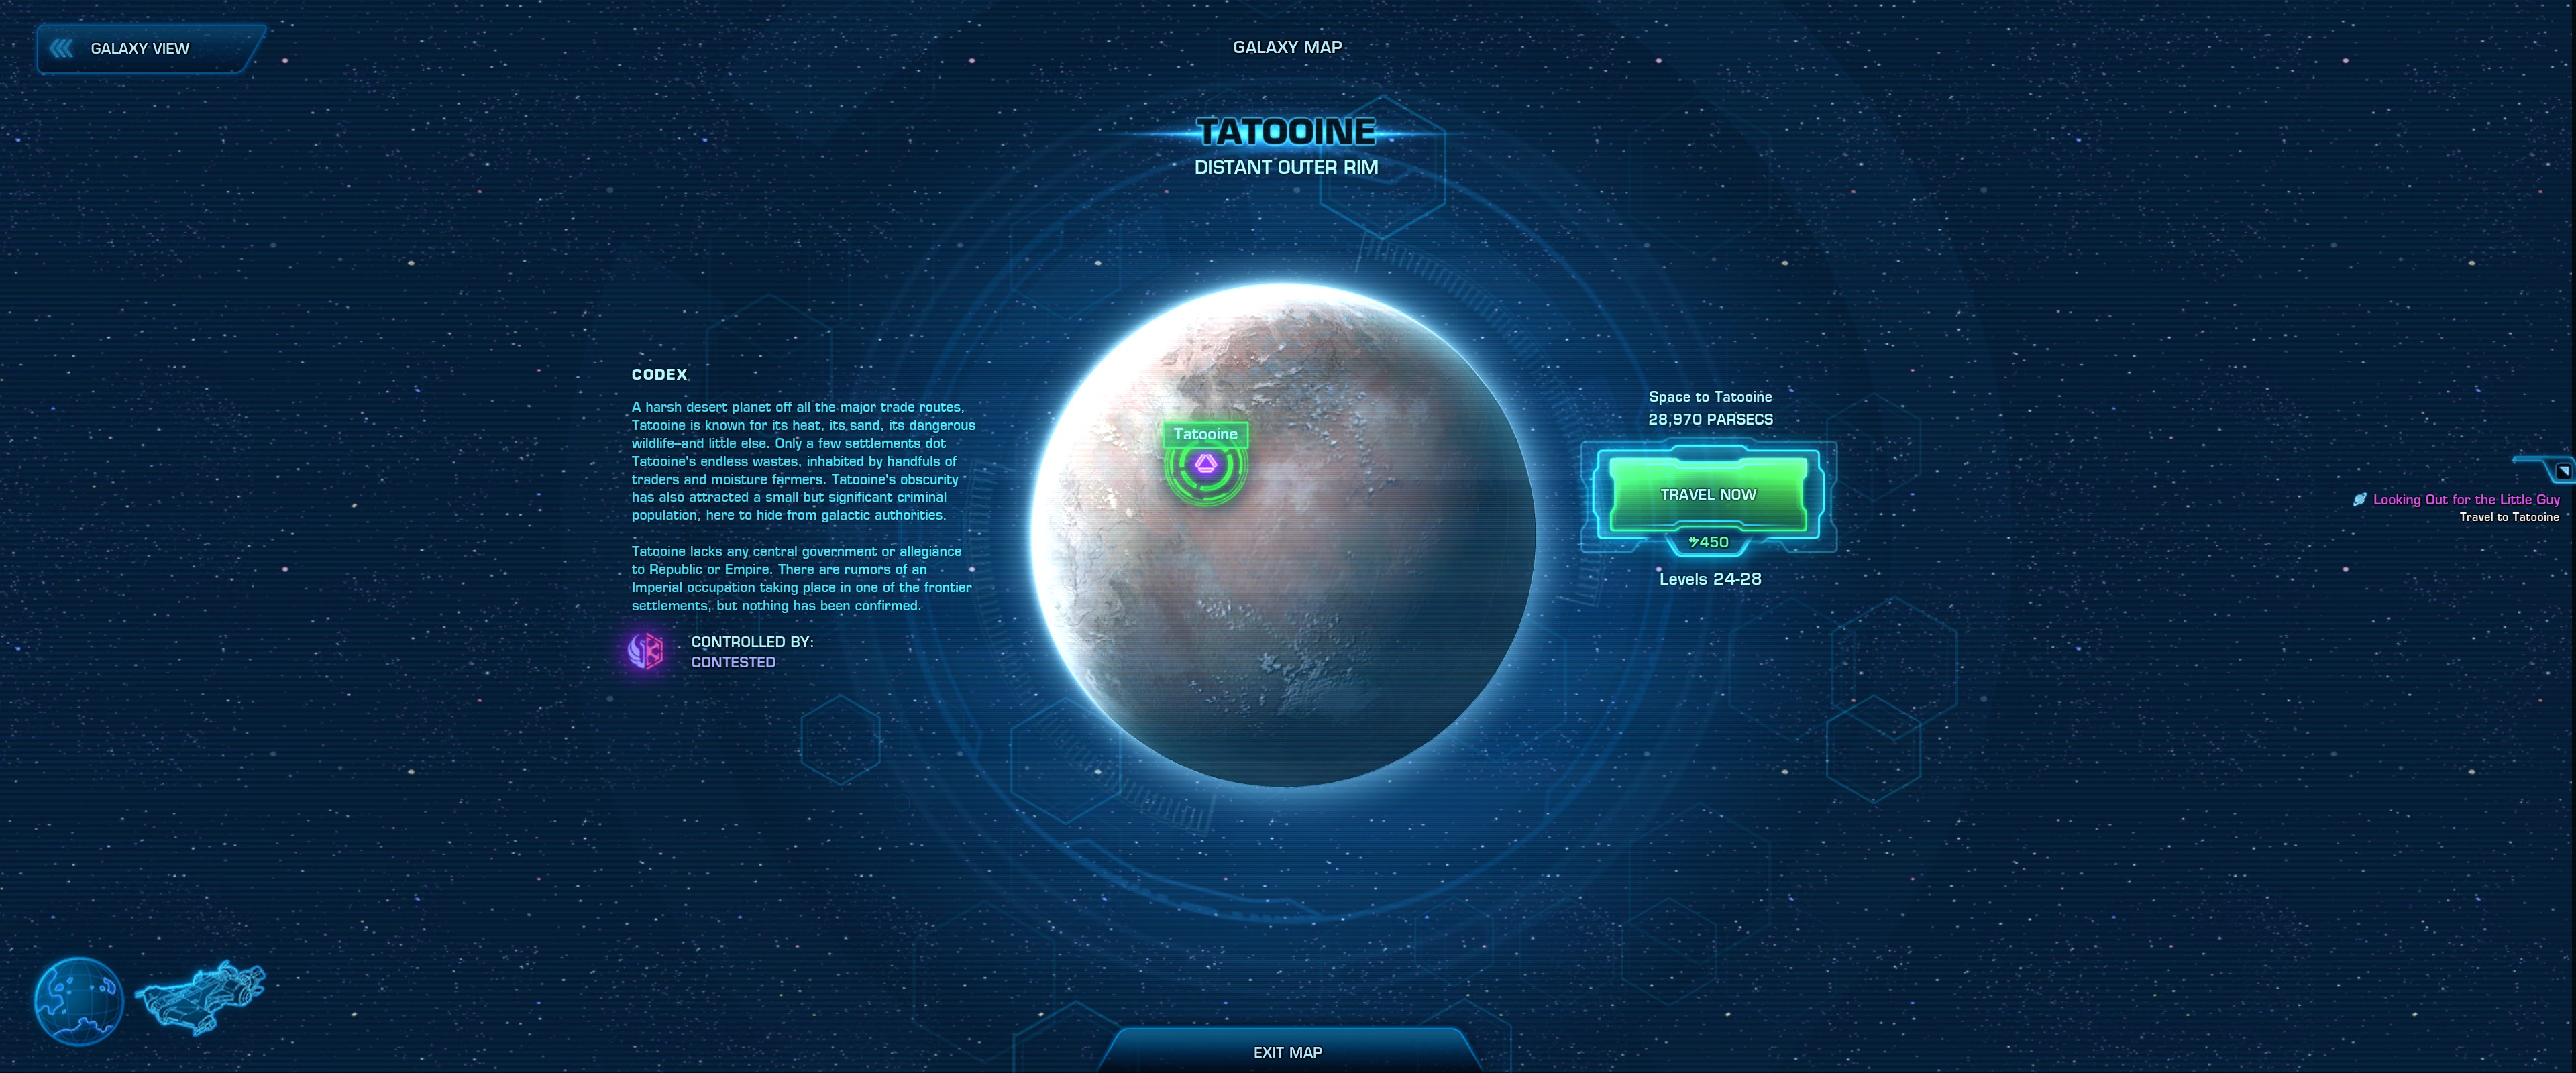 GALAXY VIEW
GALAXY MAP
TATOOINE
DISTANT OUTER RIM
CODEX
A harsh desert planet off all the major trade routes,
Tatooine is known for its heat, its sand, its dangerous
wildlife–and little else. Only a few settlements dot
Tatooine's endless wastes, inhabited by handfuls of
traders and moisture farmers. Tatooine's obscurity
has also attracted a small but significant criminal
population, here to hide from galactic authorities.
Tatooine lacks any central government or allegiance
to Republic or Empire. There are rumors of an
Imperial occupation taking place in one of the frontier
settlements, but nothing has been confirmed.
CONTROLLED BY:
CONTESTED
Tatooine
Space to Tatooine
28,970 PARSECS
TRAVEL NOW
450
Levels 24-28
Looking Out for the Little Guy
Travel to Tatooine
EXIT MAP